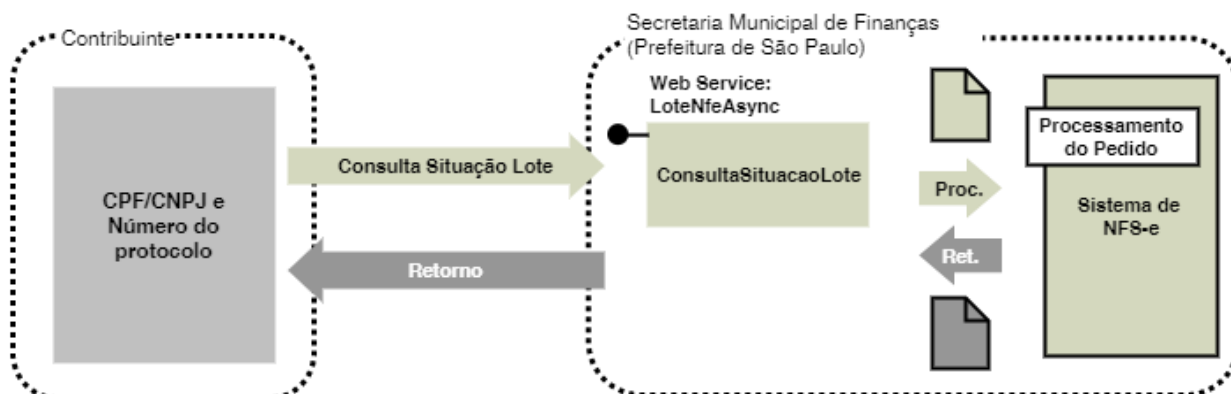 Contribuinte
CPF/CNPJ e
Número do
protocolo
Consulta Situação Lote
Retorno
Secretaria Municipal de Finanças
(Prefeitura de São Paulo)
Web Service:
LoteNfeAsync
ConsultaSituacaoLote
Proc.
Ret.
Processamento
do Pedido
Sistema de
NFS-e